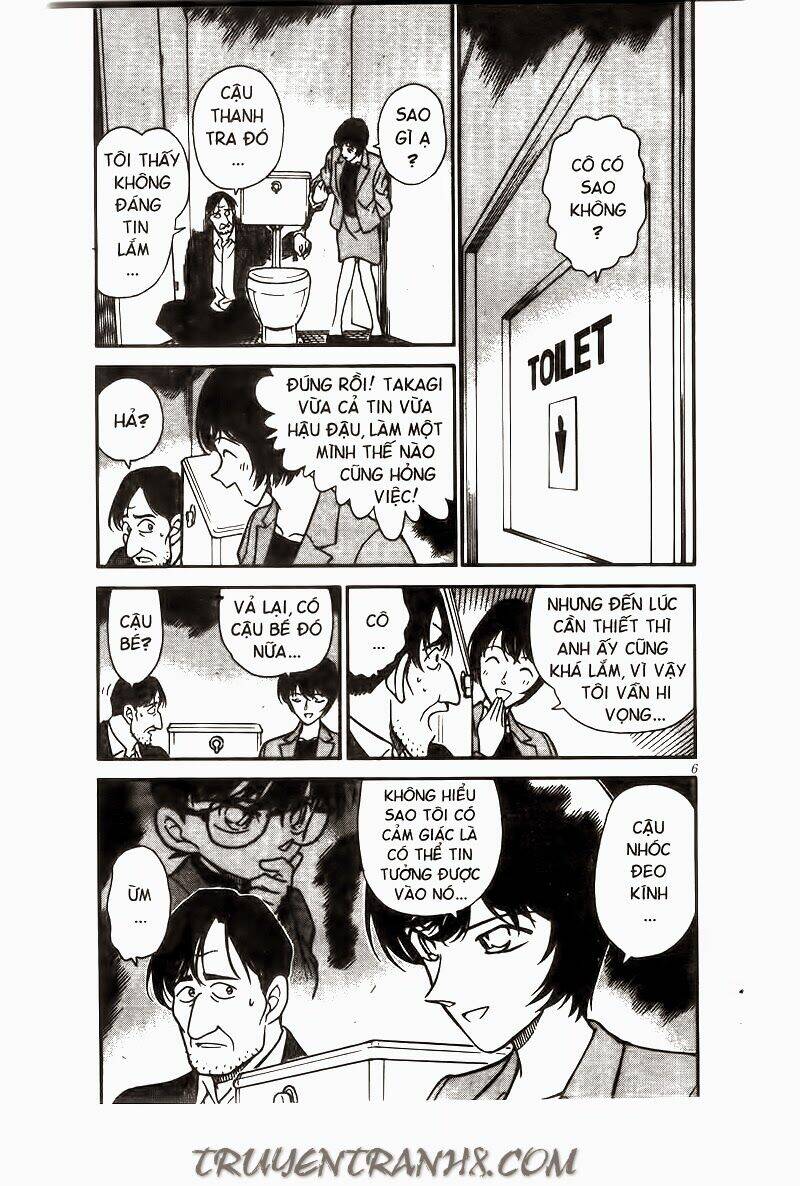 CÔ CÓ
SAO
KHÔNG
?
TOILET
SAO
GÌ Ạ
?
CẬU
THANH
TRA ĐÓ
...
TÔI THẤY
KHÔNG
ĐÁNG
TIN
LẮM
...
ĐÚNG RỒI! TAKAGI
VỪA CẢ TIN VỪA
HẬU ĐẬU, LÀM MỘT
MÌNH THẾ NÀO
CŨNG HỎNG
VIỆC!
HẢ?
NHƯNG ĐẾN LÚC
CẦN THIẾT THÌ
ANH ẤY CŨNG
KHÁ LẮM, VÌ VẬY
TÔI VẪN HI
VỌNG...
CÔ
...
VẢ LẠI, CÓ
CẬU BÉ ĐÓ
NỮA...
CẬU
BÉ?
6
CẬU
NHÓC
ĐEO
KÍNH
...
KHÔNG HIỂU
SAO TÔI CÓ
CẢM GIÁC LÀ
CÓ THỂ TIN
TƯỞNG ĐƯỢC
VÀO NÓ...
ỪM
...
TRUYENTRANH8.COM